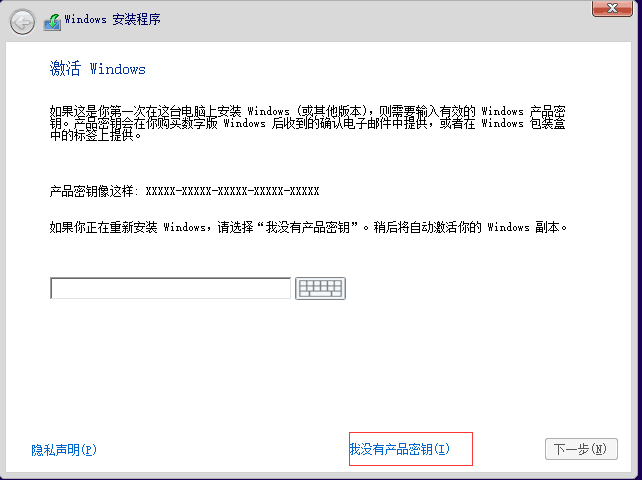 Windows 安装程序
激活 Windows
如果这是你第一次在这台电脑上安装 Windows (或其他版本)，则需要输入有效的 Windows 产品密
钥。产品密钥会在你购买数字版 Windows 后收到的确认电子邮件中提供，或者在 Windows 包装盒
中的标签上提供。
产品密钥像这样: XXXXX-XXXXX-XXXXX-XXXXX-XXXXX
如果你正在重新安装 Windows，请选择“我没有产品密钥”。稍后将自动激活你的 Windows 副本。
隐私声明(P)
我没有产品密钥(I)
下一步(N)